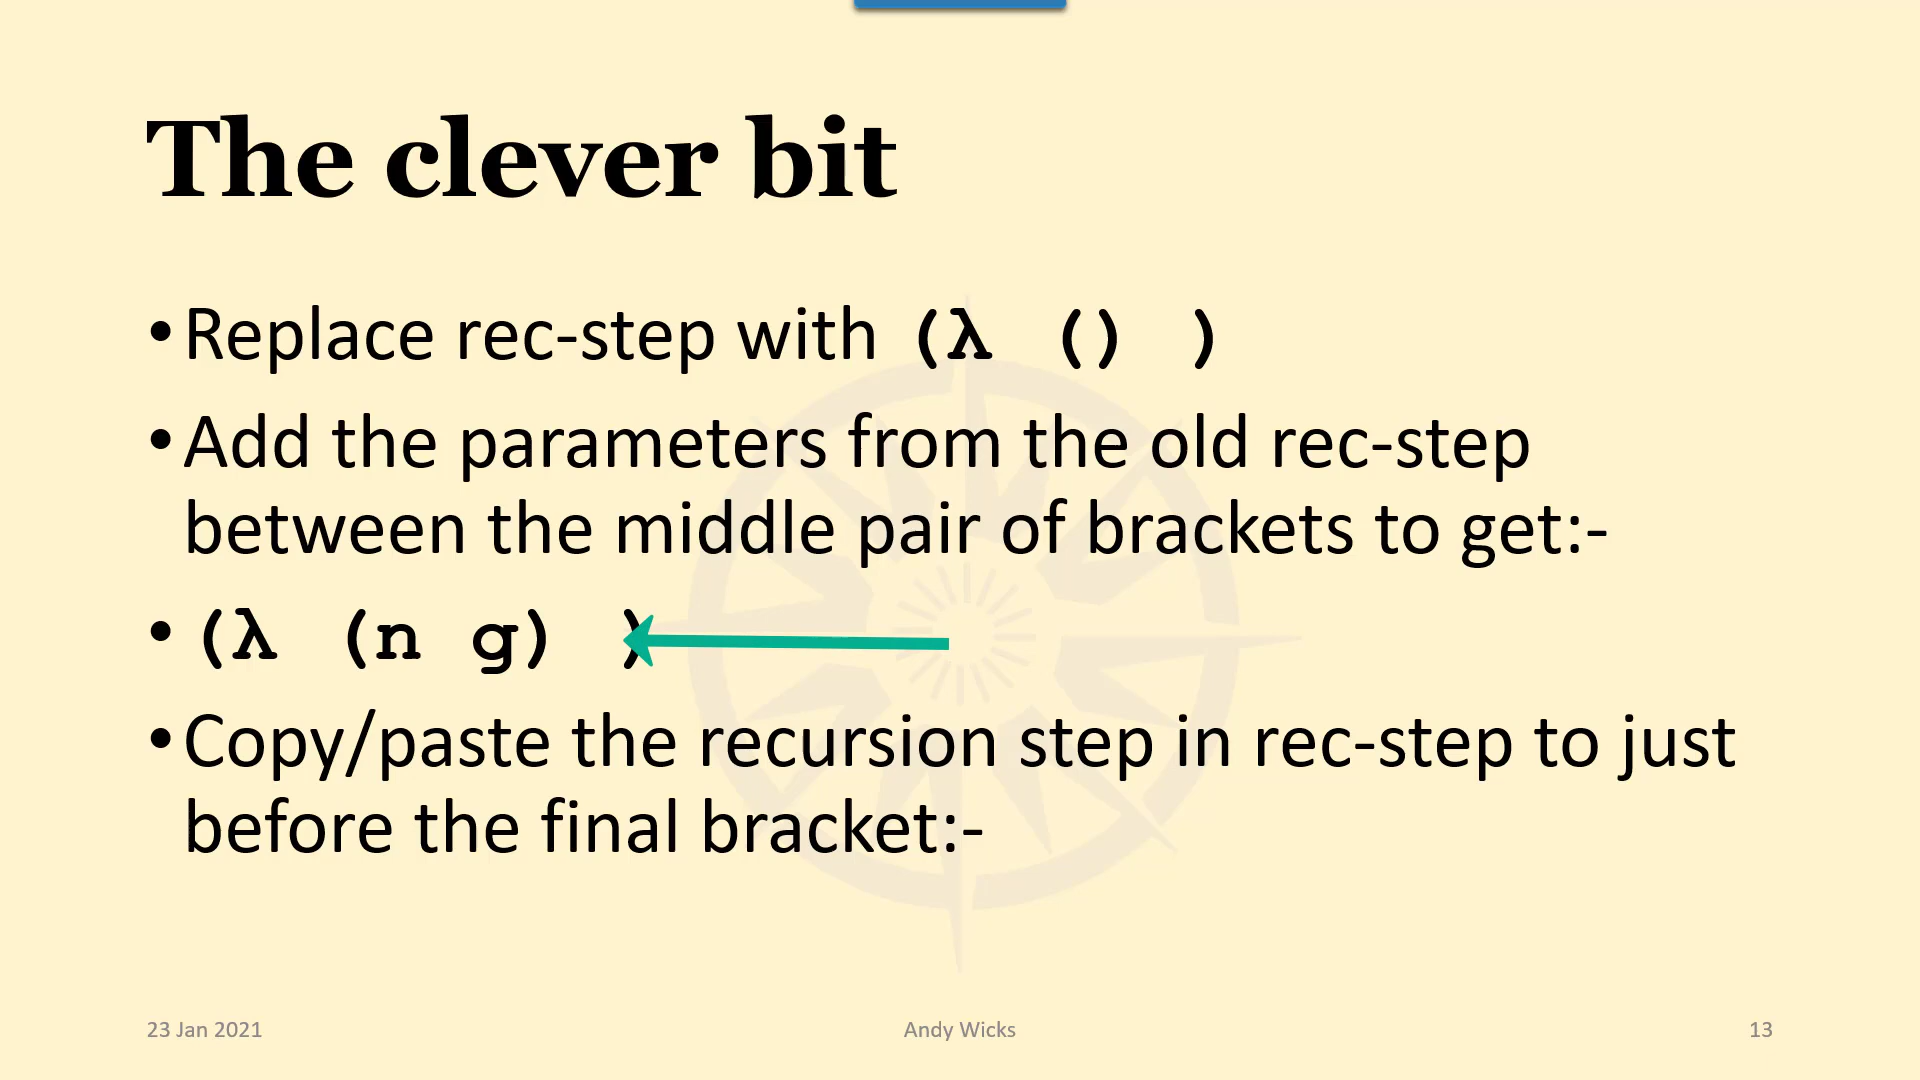 The clever bit
•Replace rec-step with (λ () )
•Add the parameters from the old rec-step
between the middle pair of brackets to get:-
•(λ (n g) )
•Copy/paste the recursion step in rec-step to just
before the final bracket:-
23 Jan 2021
Andy Wicks
13